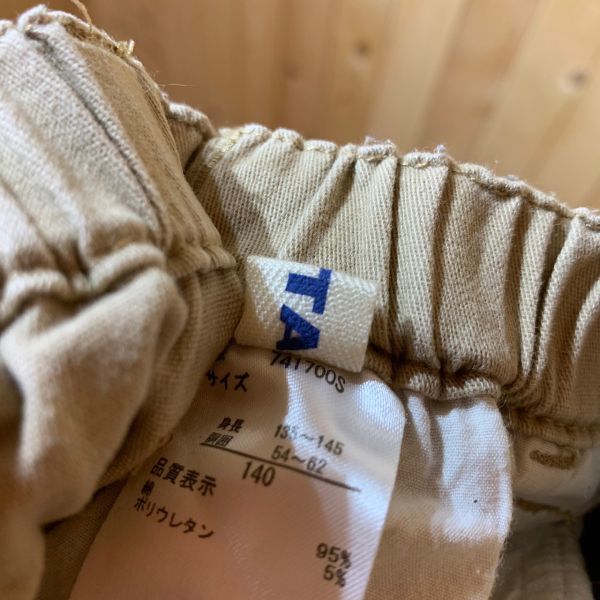 TA
741700S
サイズ
身長 135~145
胴囲 54~62
140
品質表示
綿 95%
ポリウレタン 5%